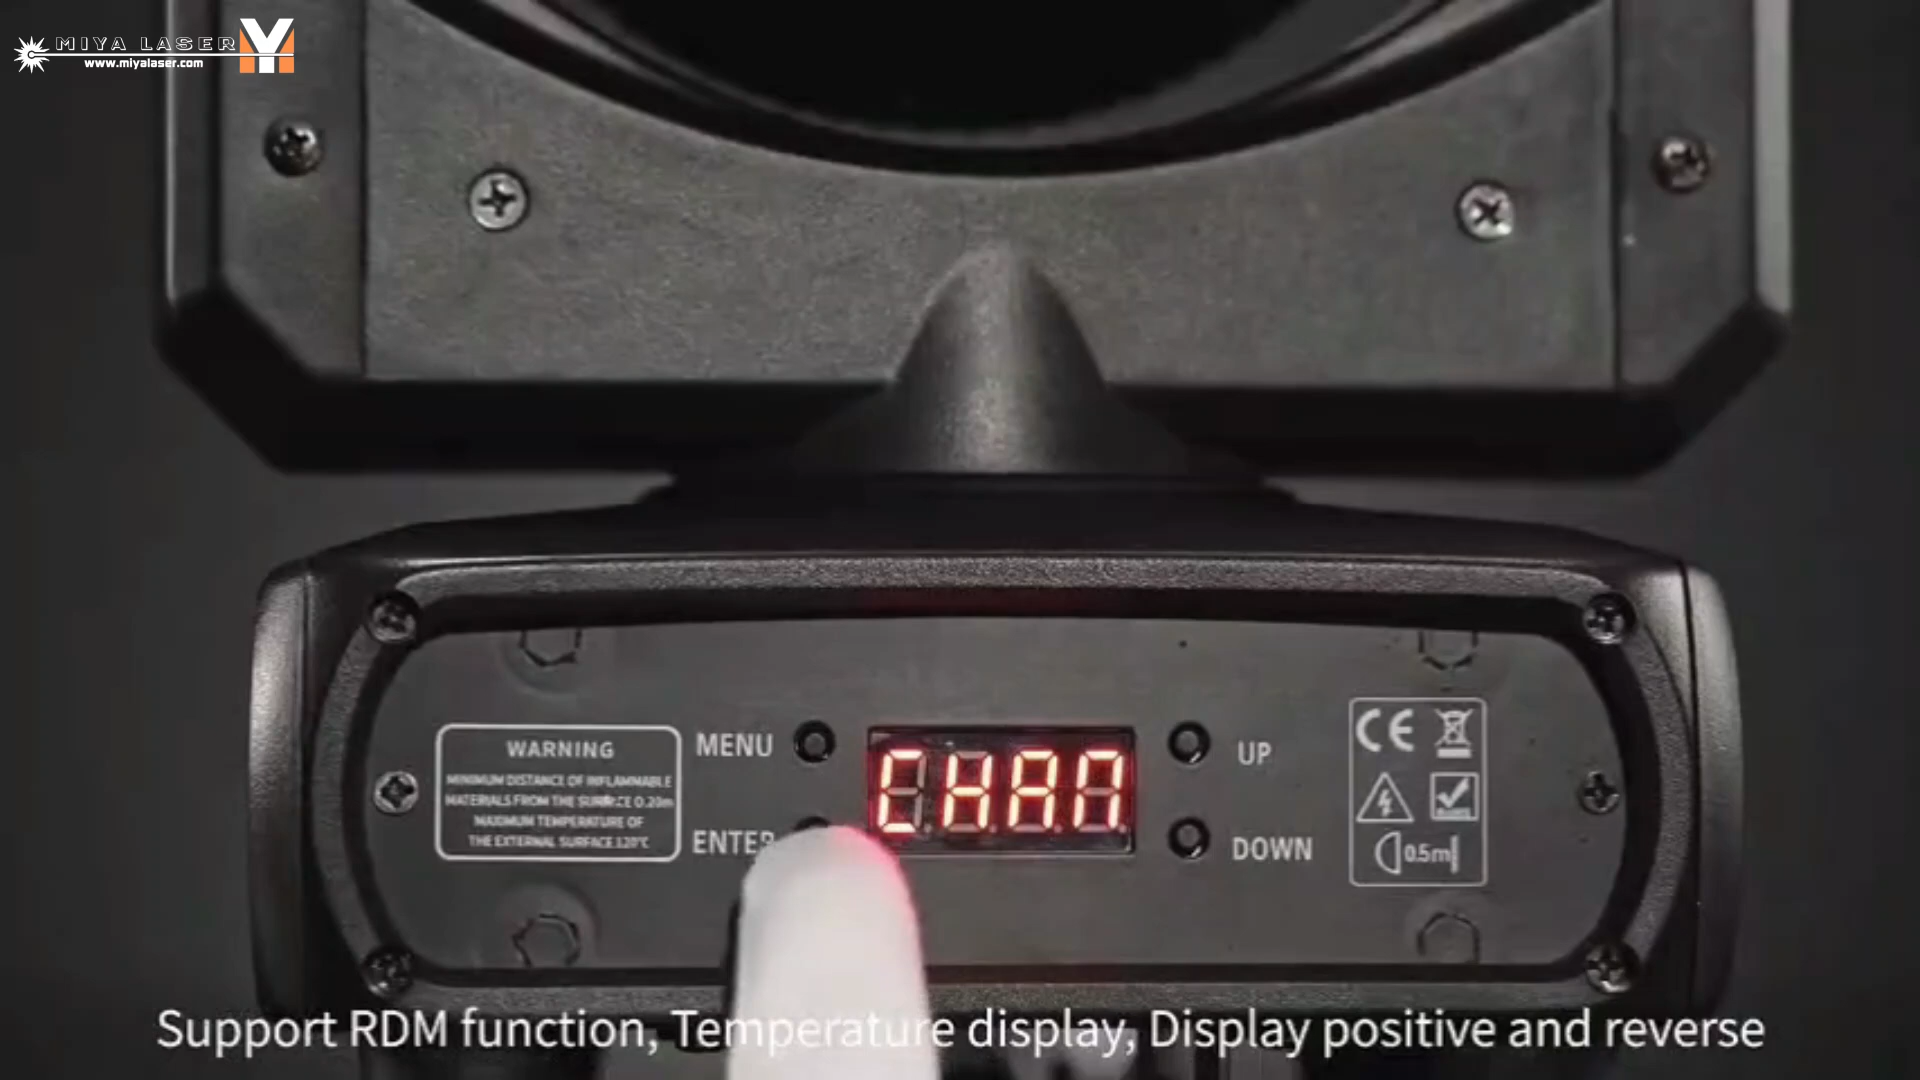 MIYA LASER
www.miyalaser.com
WARNING
MINIMUM DISTANCE OF INFLAMMABLE
MATERIALS FROM THE SURFACE 0.20m
MAXIMUM TEMPERATURE OF
THE EXTERNAL SURFACE 120℃
MENU
ENTER
CHAN
UP
DOWN
CE
0.5m
Support RDM function, Temperature display, Display positive and reverse